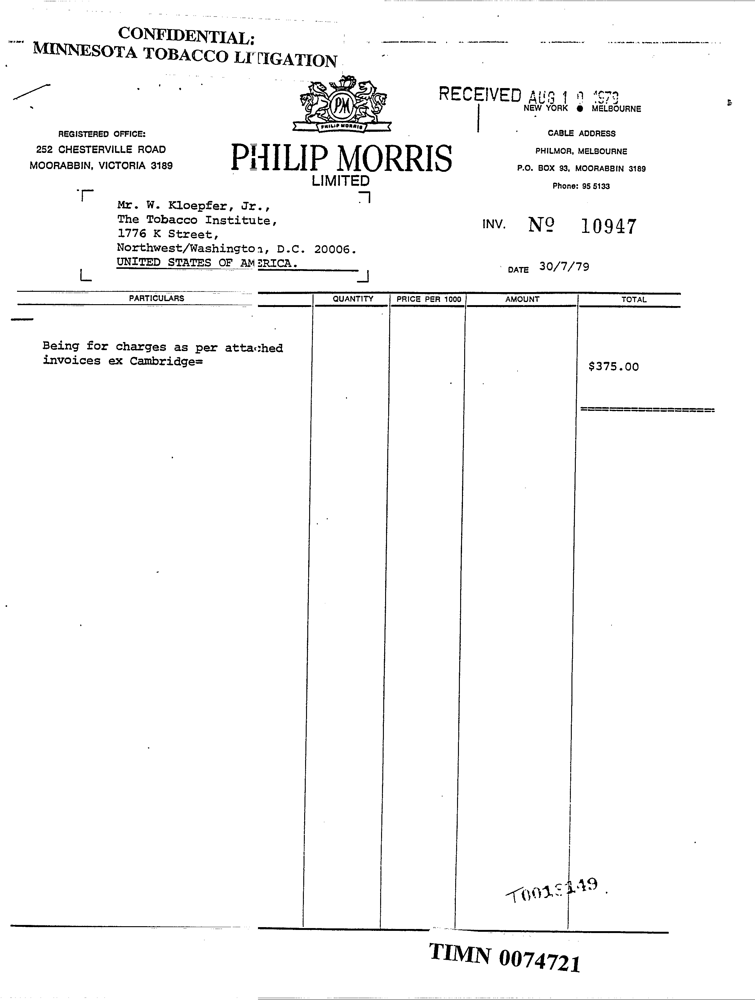 CONFIDENTIAL:
MINNESOTA TOBACCO LITIGATION
RECEIVED AUG 1 0 1979
NEW YORK ● MELBOURNE
PM
PHILIP MORRIS
REGISTERED OFFICE:
252 CHESTERVILLE ROAD
MOORABBIN, VICTORIA 3189
PHILIP MORRIS
LIMITED
CABLE ADDRESS
PHILMOR, MELBOURNE
P.O. BOX 93, MOORABBIN 3189
Phone: 95 5133
Mr. W. Kloepfer, Jr.,
The Tobacco Institute,
1776 K Street,
Northwest/Washington, D.C. 20006.
UNITED STATES OF AMERICA.
INV. Nº 10947
DATE 30/7/79
PARTICULARS QUANTITY PRICE PER 1000 AMOUNT TOTAL
Being for charges as per attached
invoices ex Cambridge=
$375.00
TIMN 0074721